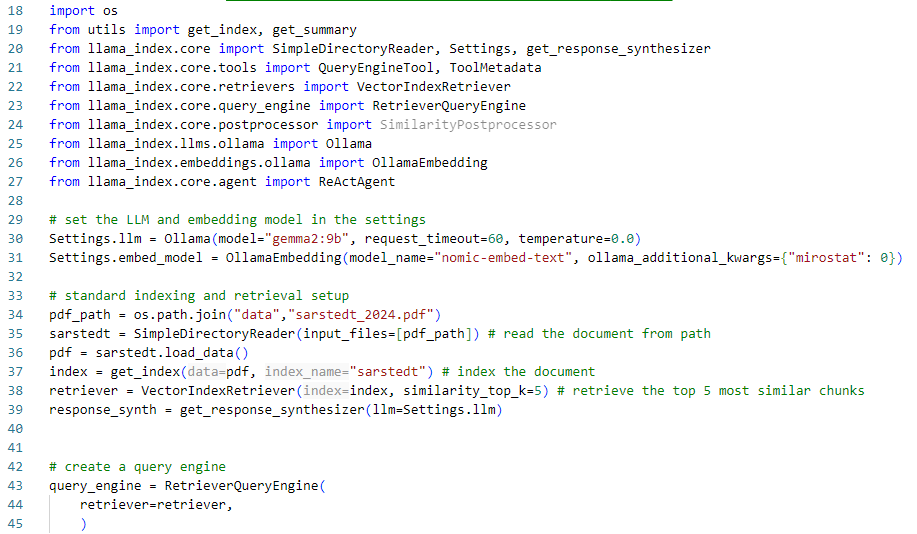 18 import os
19 from utils import get_index, get_summary
20 from llama_index.core import SimpleDirectoryReader, Settings, get_response_synthesizer
21 from llama_index.core.tools import QueryEngineTool, ToolMetadata
22 from llama_index.core.retrievers import VectorIndexRetriever
23 from llama_index.core.query_engine import RetrieverQueryEngine
24 from llama_index.core.postprocessor import SimilarityPostprocessor
25 from llama_index.llms.ollama import Ollama
26 from llama_index.embeddings.ollama import OllamaEmbedding
27 from llama_index.core.agent import ReActAgent
28
29 # set the LLM and embedding model in the settings
30 Settings.llm = Ollama(model="gemma2:9b", request_timeout=60, temperature=0.0)
31 Settings.embed_model = OllamaEmbedding(model_name="nomic-embed-text", ollama_additional_kwargs={"mirostat": 0})
32
33 # standard indexing and retrieval setup
34 pdf_path = os.path.join("data","sarstedt_2024.pdf")
35 sarstedt = SimpleDirectoryReader(input_files=[pdf_path]) # read the document from path
36 pdf = sarstedt.load_data()
37 index = get_index(data=pdf, index_name="sarstedt") # index the document
38 retriever = VectorIndexRetriever(index=index, similarity_top_k=5) # retrieve the top 5 most similar chunks
39 response_synth = get_response_synthesizer(llm=Settings.llm)
40
41
42 # create a query engine
43 query_engine = RetrieverQueryEngine(
44     retriever=retriever,
45     )